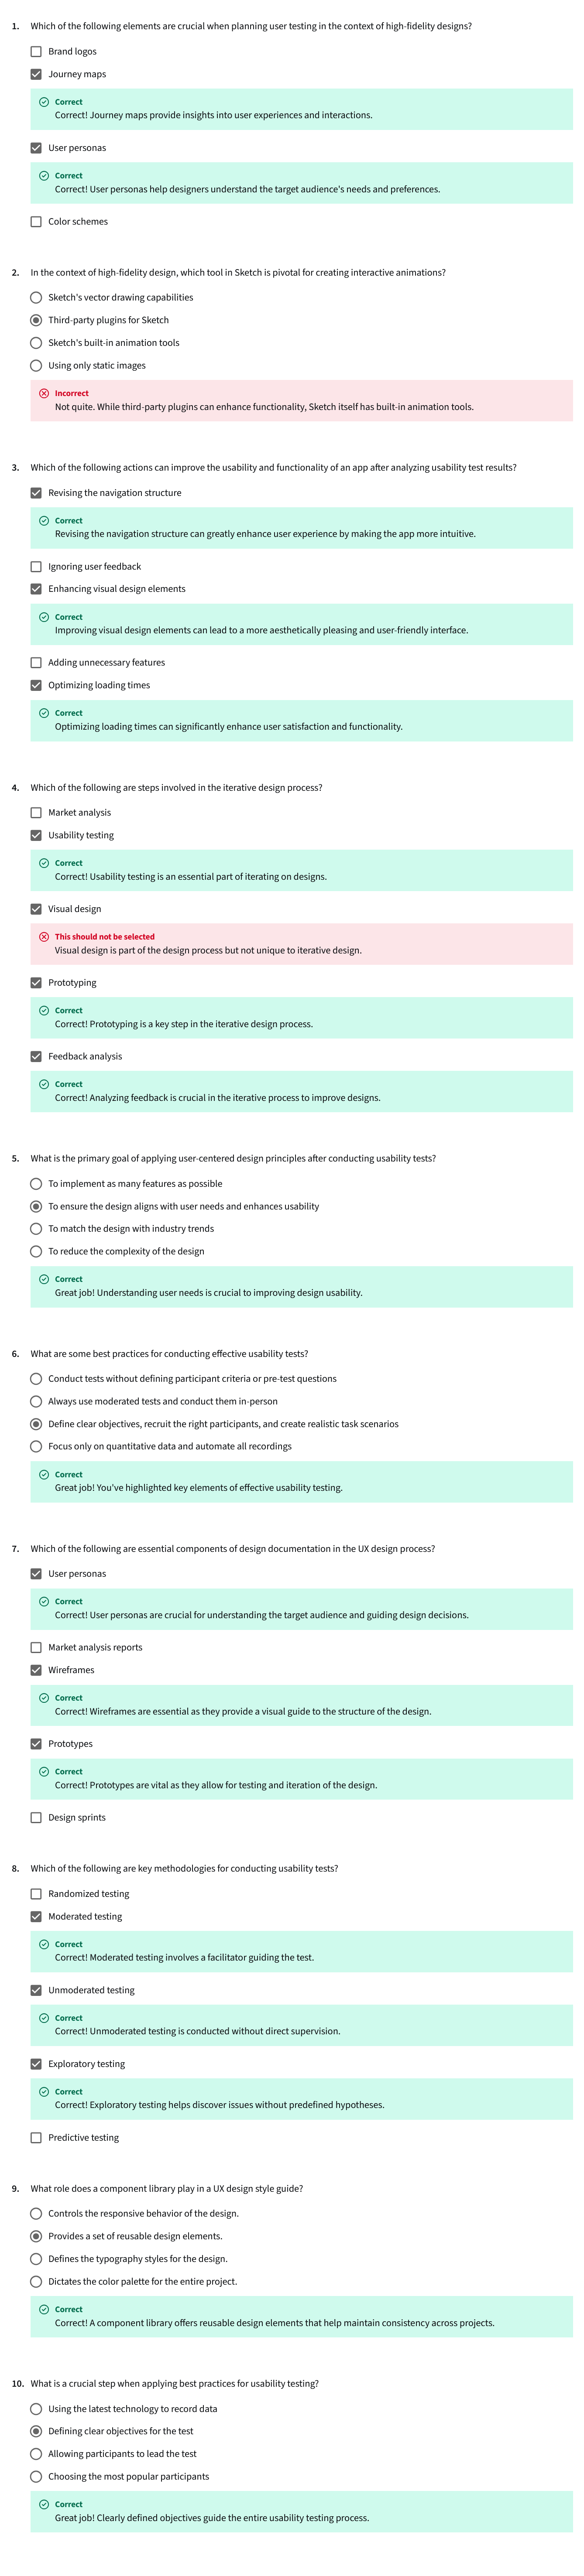 1. Which of the following elements are crucial when planning user testing in the context of high-fidelity designs?
Brand logos
Journey maps
Correct
Correct! Journey maps provide insights into user experiences and interactions.
User personas
Correct
Correct! User personas help designers understand the target audience's needs and preferences.
Color schemes
2. In the context of high-fidelity design, which tool in Sketch is pivotal for creating interactive animations?
Sketch's vector drawing capabilities
Third-party plugins for Sketch
Sketch's built-in animation tools
Using only static images
Incorrect
Not quite. While third-party plugins can enhance functionality, Sketch itself has built-in animation tools.
3. Which of the following actions can improve the usability and functionality of an app after analyzing usability test results?
Revising the navigation structure
Correct
Revising the navigation structure can greatly enhance user experience by making the app more intuitive.
Ignoring user feedback
Enhancing visual design elements
Correct
Improving visual design elements can lead to a more aesthetically pleasing and user-friendly interface.
Adding unnecessary features
Optimizing loading times
Correct
Optimizing loading times can significantly enhance user satisfaction and functionality.
4. Which of the following are steps involved in the iterative design process?
Market analysis
Usability testing
Correct
Correct! Usability testing is an essential part of iterating on designs.
Visual design
This should not be selected
Visual design is part of the design process but not unique to iterative design.
Prototyping
Correct
Correct! Prototyping is a key step in the iterative design process.
Feedback analysis
Correct
Correct! Analyzing feedback is crucial in the iterative process to improve designs.
5. What is the primary goal of applying user-centered design principles after conducting usability tests?
To implement as many features as possible
To ensure the design aligns with user needs and enhances usability
To match the design with industry trends
To reduce the complexity of the design
Correct
Great job! Understanding user needs is crucial to improving design usability.
6. What are some best practices for conducting effective usability tests?
Conduct tests without defining participant criteria or pre-test questions
Always use moderated tests and conduct them in-person
Define clear objectives, recruit the right participants, and create realistic task scenarios
Focus only on quantitative data and automate all recordings
Correct
Great job! You've highlighted key elements of effective usability testing.
7. Which of the following are essential components of design documentation in the UX design process?
User personas
Correct
Correct! User personas are crucial for understanding the target audience and guiding design decisions.
Market analysis reports
Wireframes
Correct
Correct! Wireframes are essential as they provide a visual guide to the structure of the design.
Prototypes
Correct
Correct! Prototypes are vital as they allow for testing and iteration of the design.
Design sprints
8. Which of the following are key methodologies for conducting usability tests?
Randomized testing
Moderated testing
Correct
Correct! Moderated testing involves a facilitator guiding the test.
Unmoderated testing
Correct
Correct! Unmoderated testing is conducted without direct supervision.
Exploratory testing
Correct
Correct! Exploratory testing helps discover issues without predefined hypotheses.
Predictive testing
9. What role does a component library play in a UX design style guide?
Controls the responsive behavior of the design.
Provides a set of reusable design elements.
Defines the typography styles for the design.
Dictates the color palette for the entire project.
Correct
Correct! A component library offers reusable design elements that help maintain consistency across projects.
10. What is a crucial step when applying best practices for usability testing?
Using the latest technology to record data
Defining clear objectives for the test
Allowing participants to lead the test
Choosing the most popular participants
Correct
Great job! Clearly defined objectives guide the entire usability testing process.